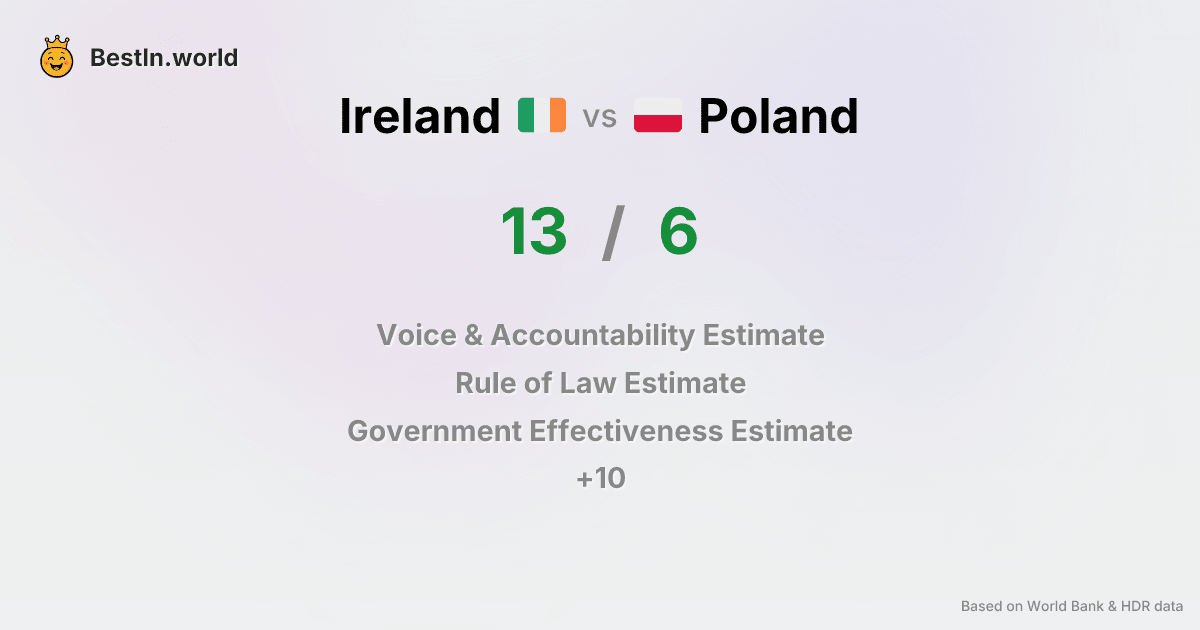 BestIn.world
Ireland vs Poland
13 / 6
Voice & Accountability Estimate
Rule of Law Estimate
Government Effectiveness Estimate
+10
Based on World Bank & HDR data